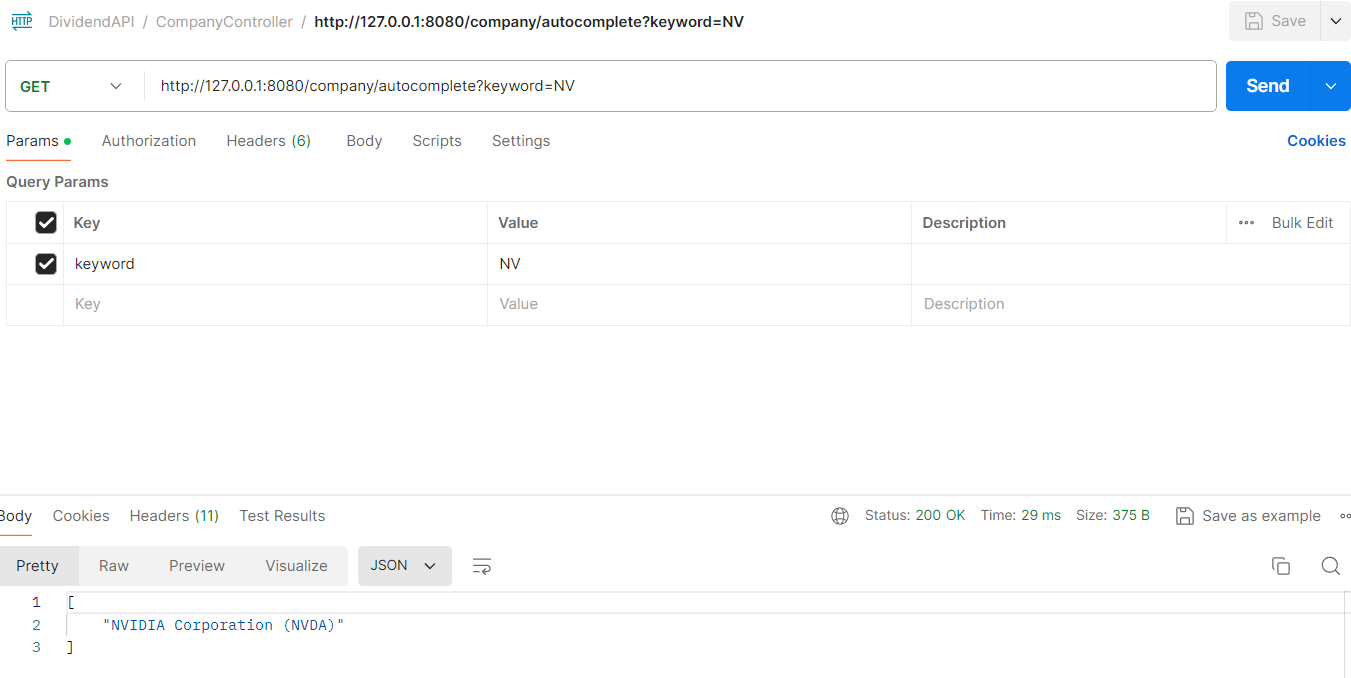 HTTP DividendAPI / CompanyController / http://127.0.0.1:8080/company/autocomplete?keyword=NV Save
GET http://127.0.0.1:8080/company/autocomplete?keyword=NV Send
Params Authorization Headers (6) Body Scripts Settings Cookies
Query Params
Key Value Description ••• Bulk Edit
keyword NV
Key Value Description
Body Cookies Headers (11) Test Results Status: 200 OK Time: 29 ms Size: 375 B Save as example
Pretty Raw Preview Visualize JSON
1 [
2 "NVIDIA Corporation (NVDA)"
3 ]